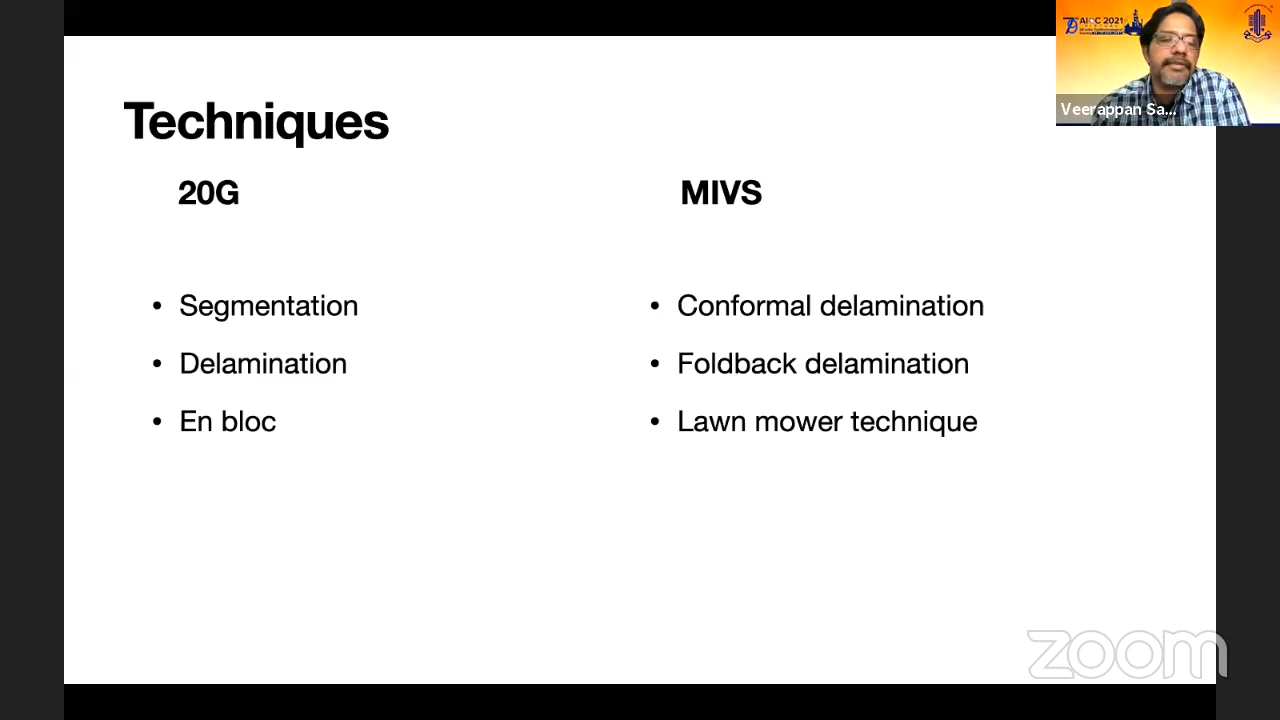 Techniques
20G
MIVS
• Segmentation
• Delamination
• En bloc
• Conformal delamination
• Foldback delamination
• Lawn mower technique
AIOC 2021
Veerappan Sa...
zoom